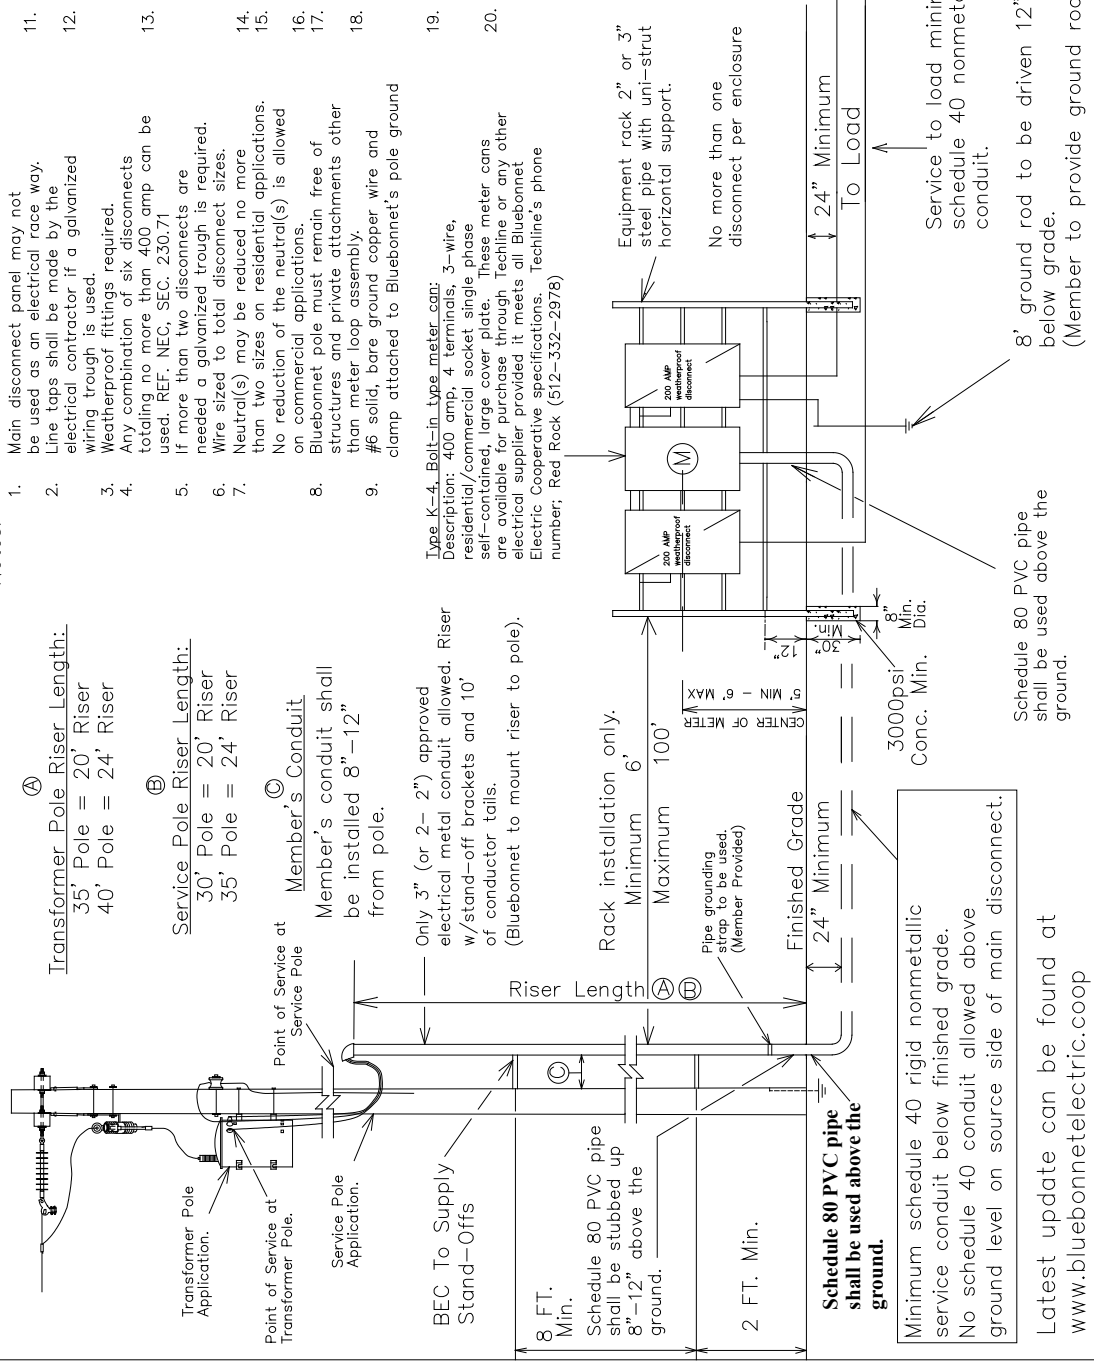 1.
Main disconnect panel may not
be used as an electrical race way.
2.
Line taps shall be made by the
electrical contractor if a galvanized
wiring trough is used.
3.
Weatherproof fittings required.
4.
Any combination of six disconnects
totaling no more than 400 amp can be
used. REF. NEC, SEC. 230.71
5.
If more than two disconnects are
needed a galvanized trough is required.
6.
Wire sized to total disconnect sizes.
7.
Neutral(s) may be reduced no more
than two sizes on residential applications.
No reduction of the neutral(s) is allowed
on commercial applications.
8.
Bluebonnet pole must remain free of
structures and private attachments other
than meter loop assembly.
9.
#6 solid, bare ground copper wire and
clamp attached to Bluebonnet's pole ground
11.
12.
13.
14.
15.
16.
17.
18.
19.
20.
Type K-4, Bolt-in type meter can:
Description: 400 amp, 4 terminals, 3-wire,
residential/commercial socket single phase
self-contained, large cover plate. These meter cans
are available for purchase through Techline or any other
electrical supplier provided it meets all Bluebonnet
Electric Cooperative specifications. Techline's phone
number; Red Rock (512-332-2978)
A
Transformer Pole Riser Length:
35' Pole = 20' Riser
40' Pole = 24' Riser
B
Service Pole Riser Length:
30' Pole = 20' Riser
35' Pole = 24' Riser
C
Member's Conduit
Member's conduit shall
be installed 8"-12"
from pole.
Only 3" (or 2- 2") approved
electrical metal conduit allowed. Riser
w/stand-off brackets and 10'
of conductor tails.
(Bluebonnet to mount riser to pole).
Point of Service at
Service Pole
Transformer Pole
Application.
Point of Service at
Transformer Pole.
Service Pole
Application.
BEC To Supply
Stand-Offs
Riser Length A B
C
8 FT.
Min.
Schedule 80 PVC pipe
shall be stubbed up
8"-12" above the
ground.
2 FT. Min.
Schedule 80 PVC pipe
shall be used above the
ground.
Rack installation only.
Minimum 6'
Maximum 100'
Pipe grounding
strap to be used.
(Member Provided)
Finished Grade
24" Minimum
CENTER OF METER
5' MIN - 6' MAX
12"
30"
Min.
8"
Min.
Dia.
3000psi
Conc. Min.
200 AMP
weatherproof
disconnect
M
200 AMP
weatherproof
disconnect
Equipment rack 2" or 3"
steel pipe with uni-strut
horizontal support.
No more than one
disconnect per enclosure
24" Minimum
To Load
Service to load
schedule 40
conduit.
8' ground rod to be driven 12"
below grade.
(Member to provide ground
Schedule 80 PVC pipe
shall be used above the
ground.
Minimum schedule 40 rigid nonmetallic
service conduit below finished grade.
No schedule 40 conduit allowed above
ground level on source side of main disconnect.
Latest update can be found at
www.bluebonnetelectric.coop